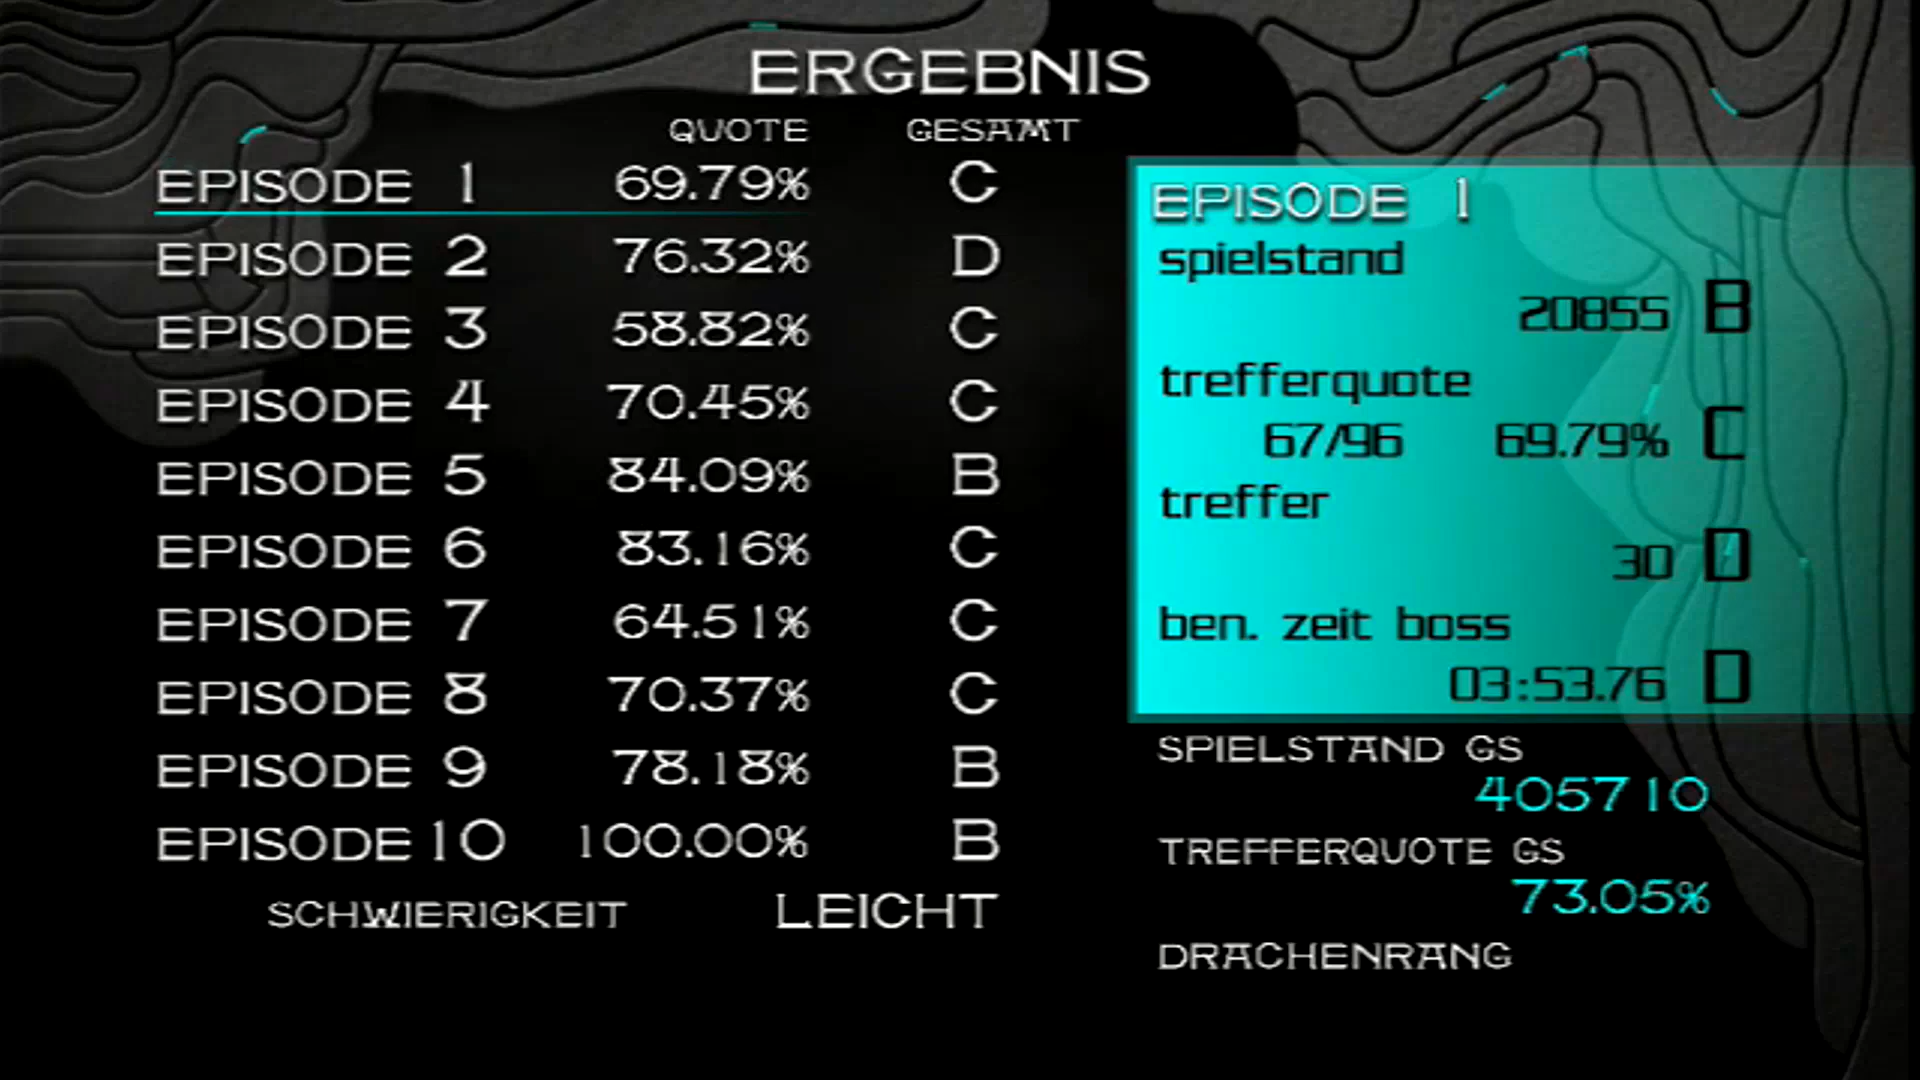 ERGEBNIS
QUOTE GESAMT
EPISODE 1 69.79% C
EPISODE 2 76.32% D
EPISODE 3 58.82% C
EPISODE 4 70.45% C
EPISODE 5 84.09% B
EPISODE 6 83.16% C
EPISODE 7 64.51% C
EPISODE 8 70.37% C
EPISODE 9 78.18% B
EPISODE 10 100.00% B
SCHWIERIGKEIT LEICHT
EPISODE 1
spielstand
20855 B
trefferquote
67/96 69.79% C
treffer
30 D
ben. zeit boss
03:53.76 D
SPIELSTAND GS
405710
TREFFERQUOTE GS
73.05%
DRACHENRANG